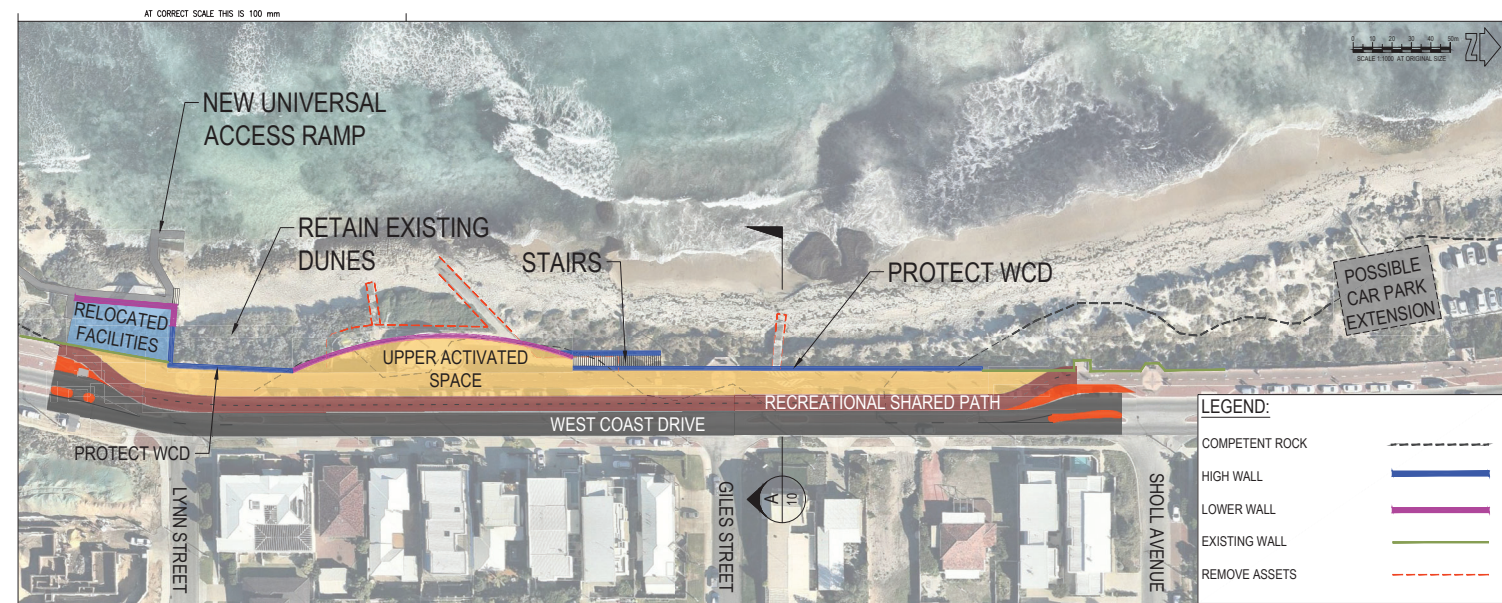 AT CORRECT SCALE THIS IS 100 mm
0 10 20 30 40 50m
SCALE 1:1000 AT ORIGINAL SIZE
Z
NEW UNIVERSAL
ACCESS RAMP
RETAIN EXISTING
DUNES
STAIRS
PROTECT WCD
POSSIBLE
CAR PARK
EXTENSION
RELOCATED
FACILITIES
UPPER ACTIVATED
SPACE
RECREATIONAL SHARED PATH
WEST COAST DRIVE
PROTECT WCD
LYNN STREET
GILES STREET
A
10
SHOLL AVENUE
LEGEND:
COMPETENT ROCK
HIGH WALL
LOWER WALL
EXISTING WALL
REMOVE ASSETS